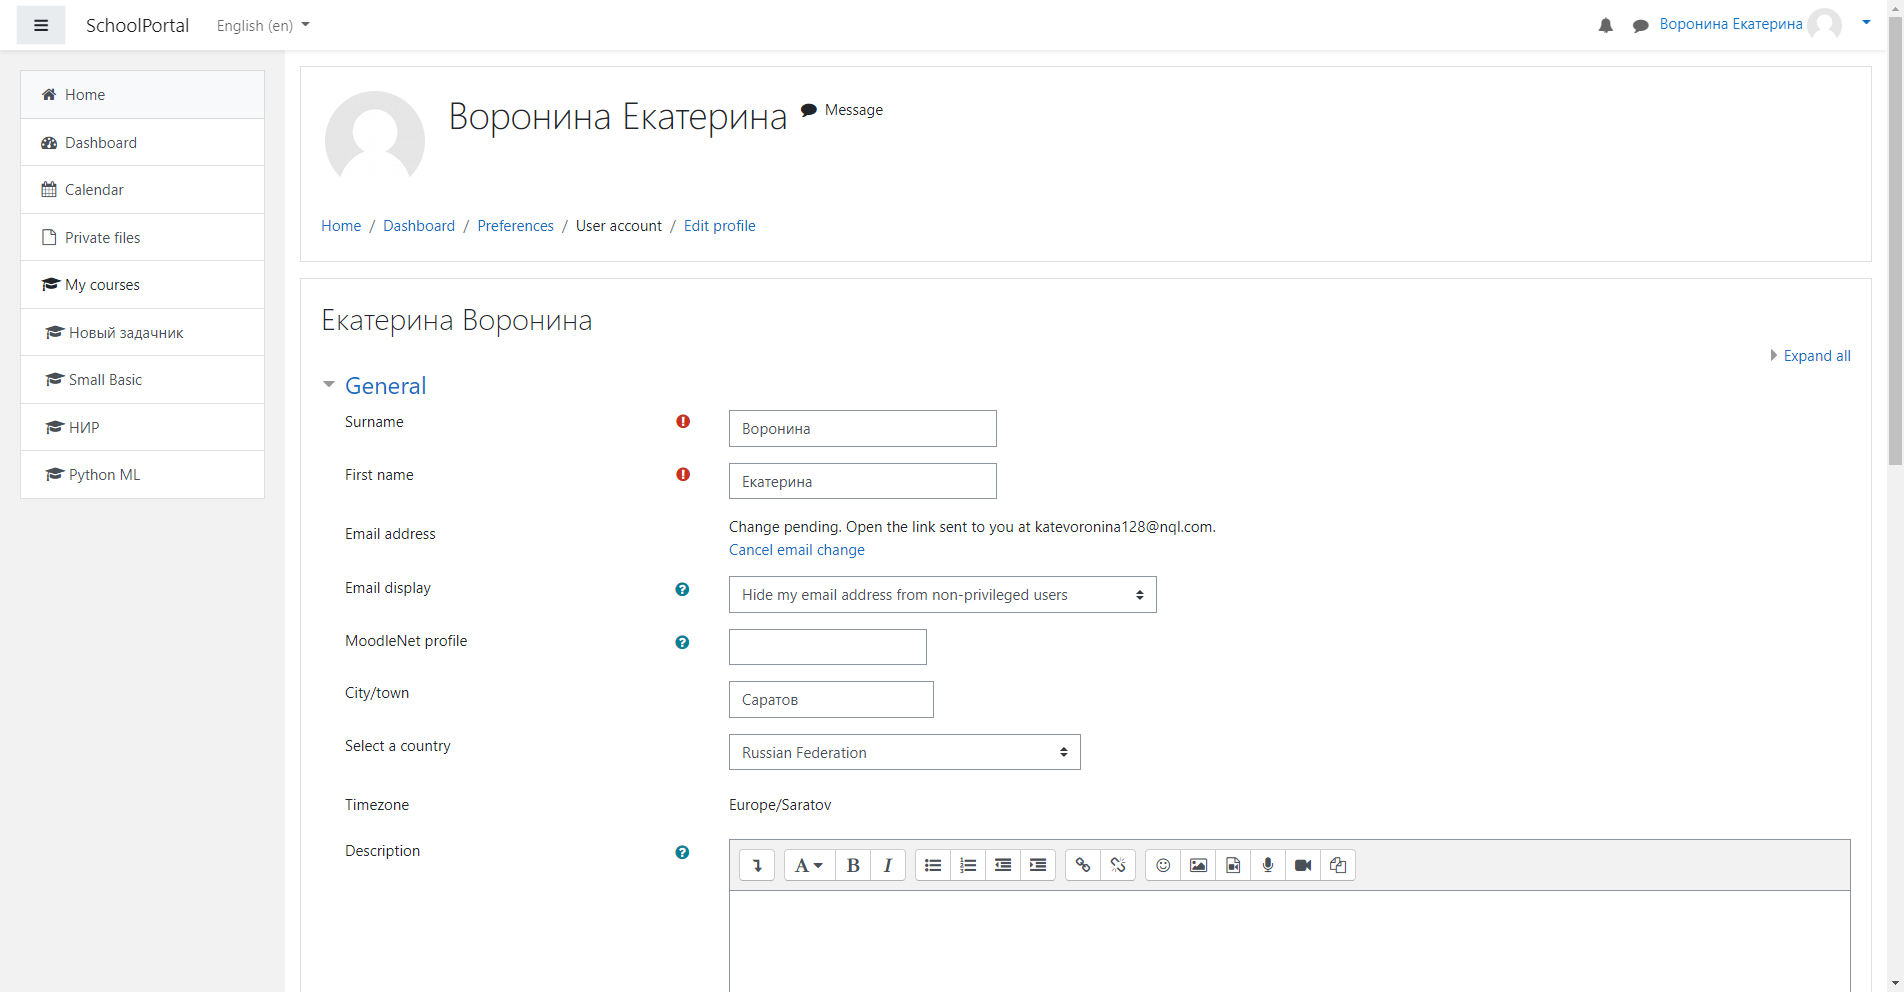 SchoolPortal English (en)
Воронина Екатерина
Home
Dashboard
Calendar
Private files
My courses
Новый задачник
Small Basic
НИР
Python ML
Воронина Екатерина Message
Home / Dashboard / Preferences / User account / Edit profile
Екатерина Воронина
Expand all
General
Surname Воронина
First name Екатерина
Email address Change pending. Open the link sent to you at katevoronina128@nql.com.
Cancel email change
Email display Hide my email address from non-privileged users
MoodleNet profile
City/town Саратов
Select a country Russian Federation
Timezone Europe/Saratov
Description
A B I